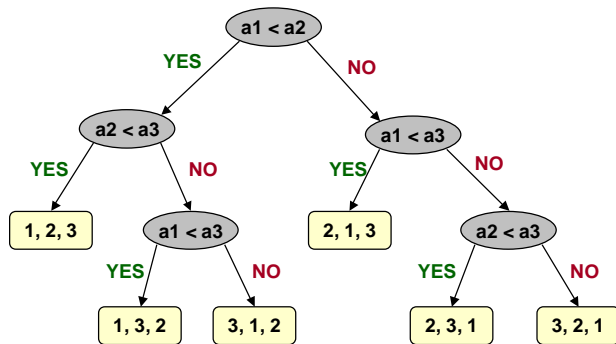 a1 < a2
YES
NO
a2 < a3
a1 < a3
YES
NO
YES
NO
1, 2, 3
a1 < a3
2, 1, 3
a2 < a3
YES
NO
YES
NO
1, 3, 2
3, 1, 2
2, 3, 1
3, 2, 1